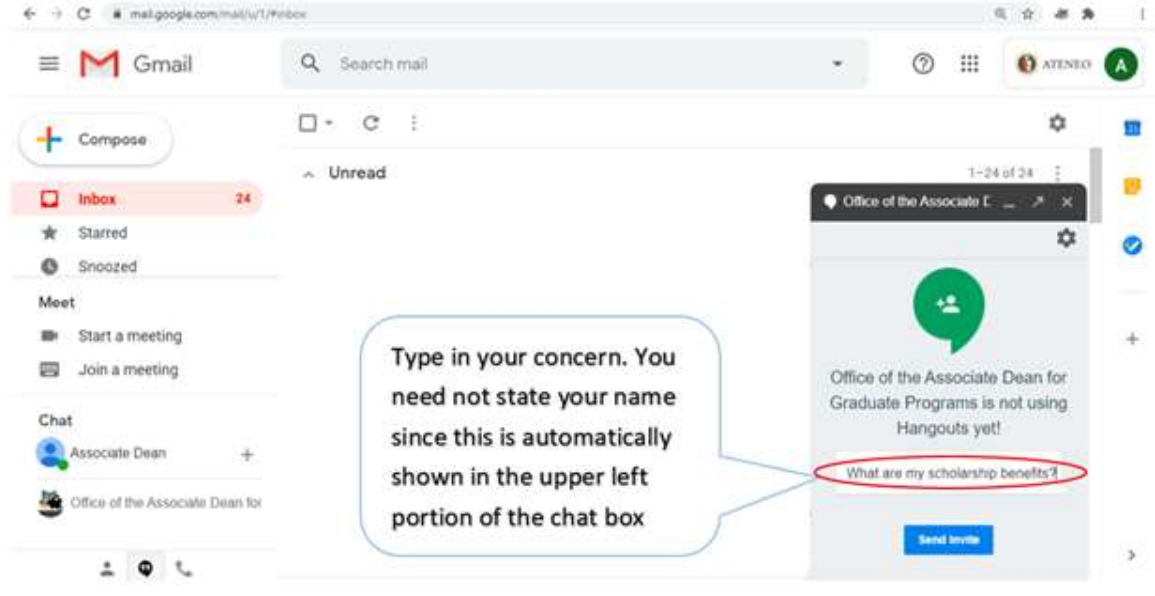 mail.google.com/mail/u/1/#inbox
Gmail
Search mail
ATENEO
A
Compose
Unread
1-24 of 24
31
Inbox 24
Office of the Associate D
Starred
Snoozed
Meet
Start a meeting
Join a meeting
Type in your concern. You
need not state your name
since this is automatically
shown in the upper left
portion of the chat box
Office of the Associate Dean for
Graduate Programs is not using
Hangouts yet!
Chat
Associate Dean
What are my scholarship benefits?
Office of the Associate Dean for
Send Invite